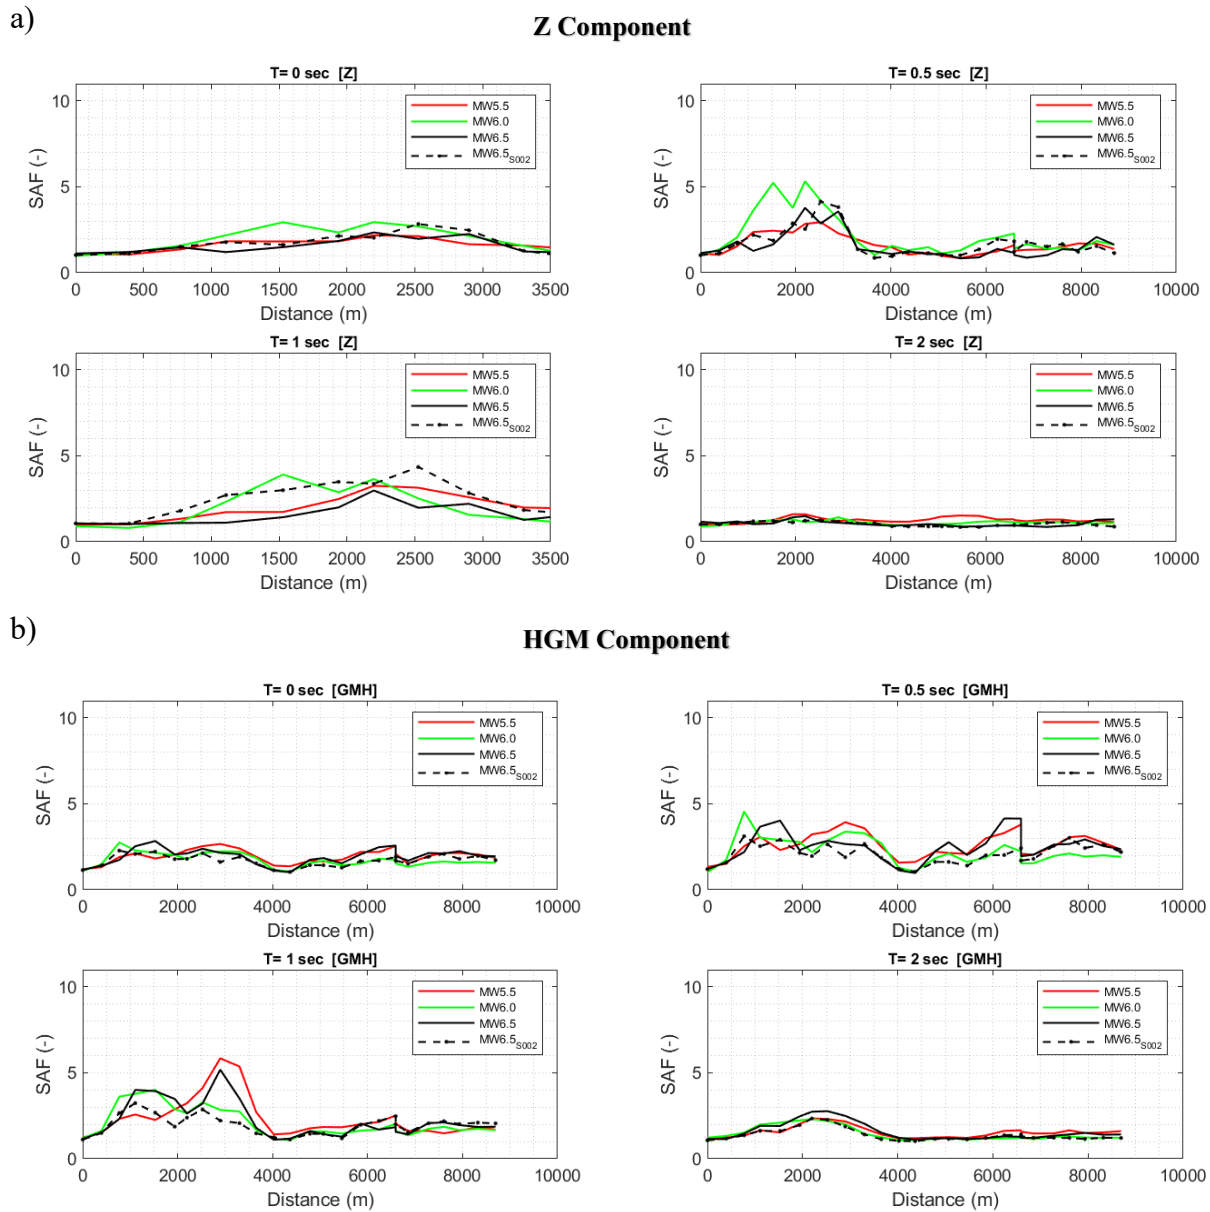 a)
Z Component
T= 0 sec [Z]
SAF (-)
10
5
0
MW5.5
MW6.0
MW6.5
MW6.5S002
0 500 1000 1500 2000 2500 3000 3500
Distance (m)
T= 0.5 sec [Z]
SAF (-)
10
5
0
MW5.5
MW6.0
MW6.5
MW6.5S002
0 2000 4000 6000 8000 10000
Distance (m)
T= 1 sec [Z]
SAF (-)
10
5
0
MW5.5
MW6.0
MW6.5
MW6.5S002
0 500 1000 1500 2000 2500 3000 3500
Distance (m)
T= 2 sec [Z]
SAF (-)
10
5
0
MW5.5
MW6.0
MW6.5
MW6.5S002
0 2000 4000 6000 8000 10000
Distance (m)
b)
HGM Component
T= 0 sec [GMH]
SAF (-)
10
5
0
MW5.5
MW6.0
MW6.5
MW6.5S002
0 2000 4000 6000 8000 10000
Distance (m)
T= 0.5 sec [GMH]
SAF (-)
10
5
0
MW5.5
MW6.0
MW6.5
MW6.5S002
0 2000 4000 6000 8000 10000
Distance (m)
T= 1 sec [GMH]
SAF (-)
10
5
0
MW5.5
MW6.0
MW6.5
MW6.5S002
0 2000 4000 6000 8000 10000
Distance (m)
T= 2 sec [GMH]
SAF (-)
10
5
0
MW5.5
MW6.0
MW6.5
MW6.5S002
0 2000 4000 6000 8000 10000
Distance (m)